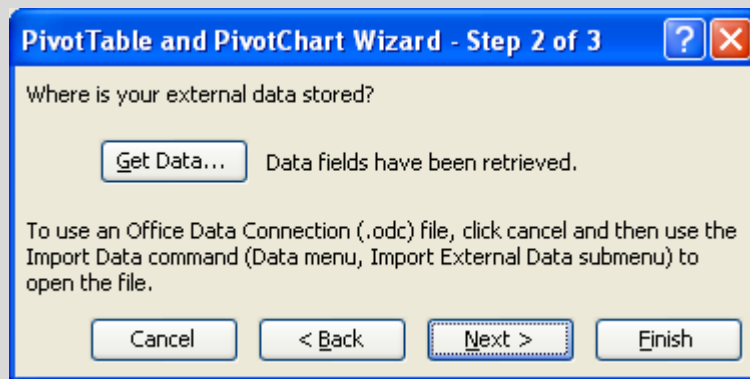 PivotTable and PivotChart Wizard - Step 2 of 3
?
Where is your external data stored?
Get Data... Data fields have been retrieved.
To use an Office Data Connection (.odc) file, click cancel and then use the
Import Data command (Data menu, Import External Data submenu) to
open the file.
Cancel < Back Next > Finish